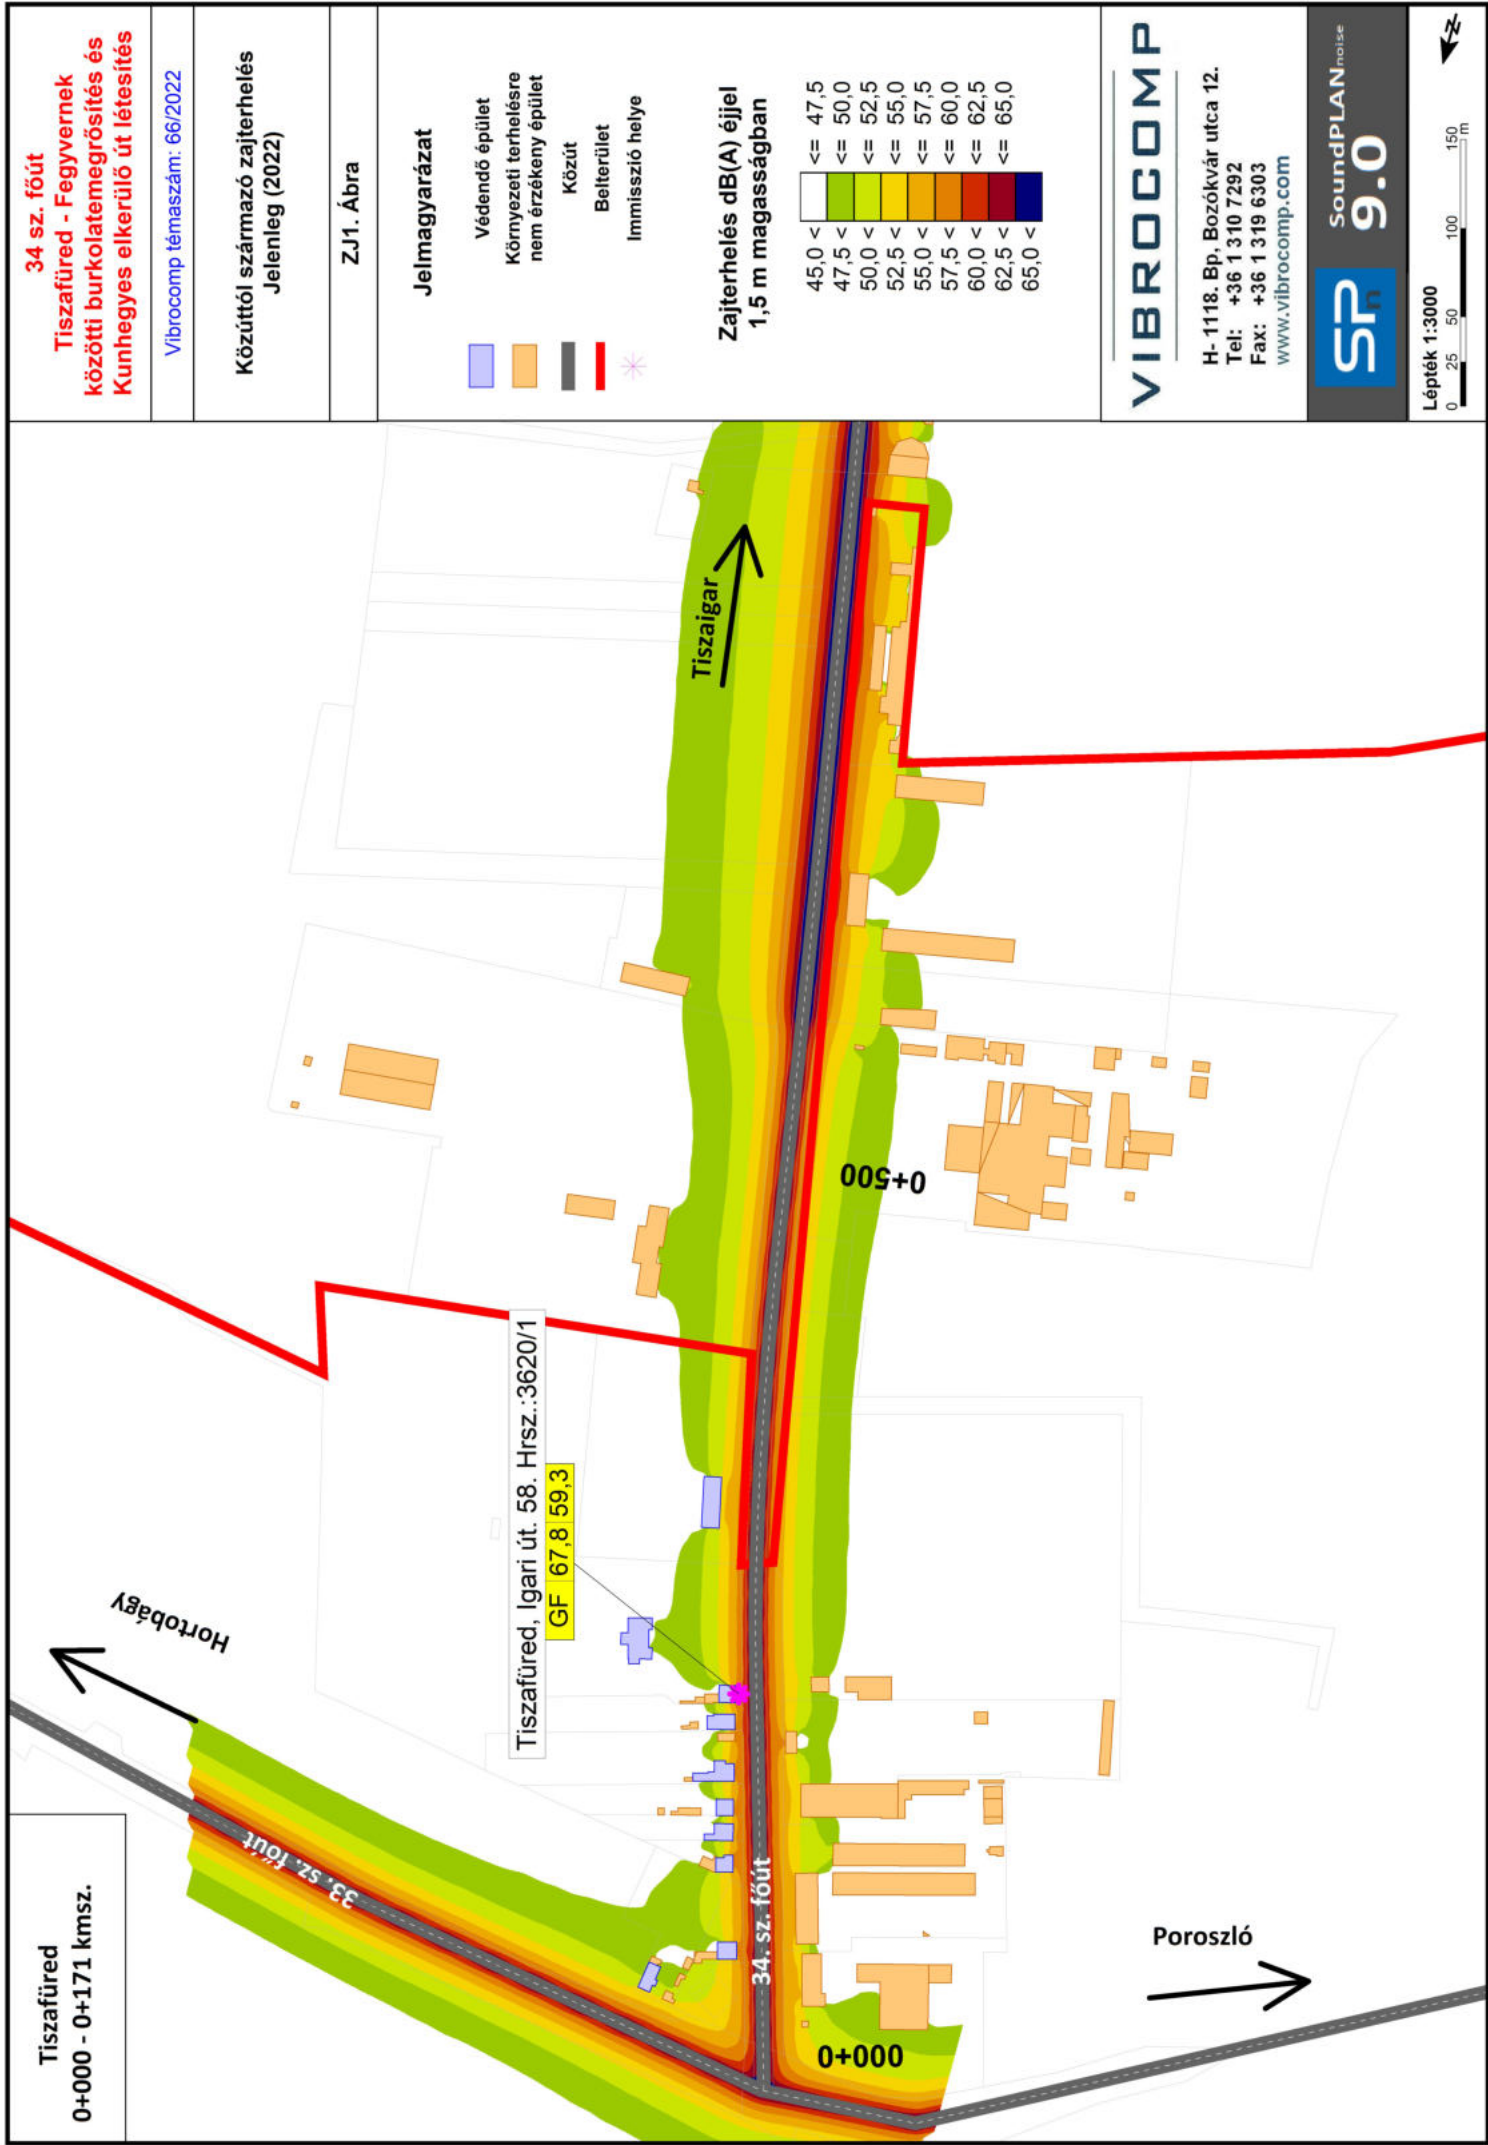 34 sz. főút
Tiszafüred - Fegyvernek
közötti burkolatemegrősítés és
Kunhegyes elkerülő út létesítés
Vibrocomp témaszám: 66/2022
Közúttól származó zajterhelés
Jelenleg (2022)
ZJ1. Ábra
Jelmagyarázat
Védendő épület
Környezeti terhelésre
nem érzékeny épület
Közút
Belterület
Immisszió helye
Zajterhelés dB(A) éjjel
1,5 m magasságban
45,0 < <= 47,5
47,5 < <= 50,0
50,0 < <= 52,5
52,5 < <= 55,0
55,0 < <= 57,5
57,5 < <= 60,0
60,0 < <= 62,5
62,5 < <= 65,0
65,0 <
VIBROCOMP
H- 1118. Bp, Bozókvár utca 12.
Tel: +36 1 310 7292
Fax: +36 1 319 6303
www.vibrocomp.com
SPn
SoundPLANnoise
9.0
Lépték 1:3000
0 25 50 100 150
m
N
Tiszafüred
0+000 - 0+171 kmsz.
Hortobágy
33. sz. főút
Tiszafüred, Igari út. 58. Hrsz.:3620/1
GF 67,8 59,3
Tiszaigar
34. sz. főút
0+000
0+500
Poroszló